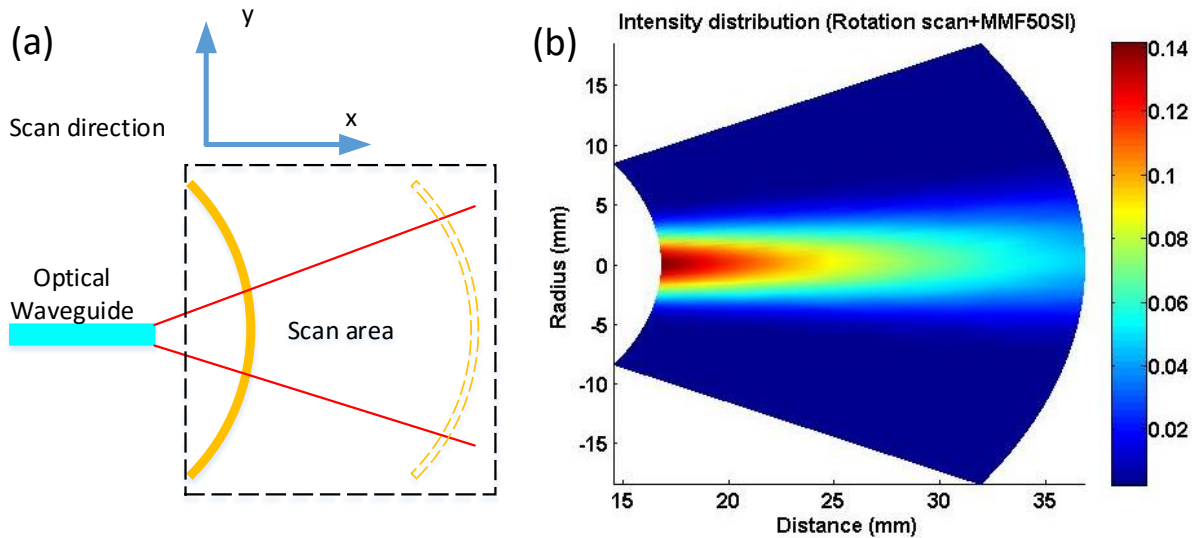 (a)
y
x
Scan direction
Optical
Waveguide
Scan area
(b)
Intensity distribution (Rotation scan+MMF50SI)
Radius (mm)
15
10
5
0
-5
-10
-15
15
20
25
30
35
Distance (mm)
0.14
0.12
0.1
0.08
0.06
0.04
0.02